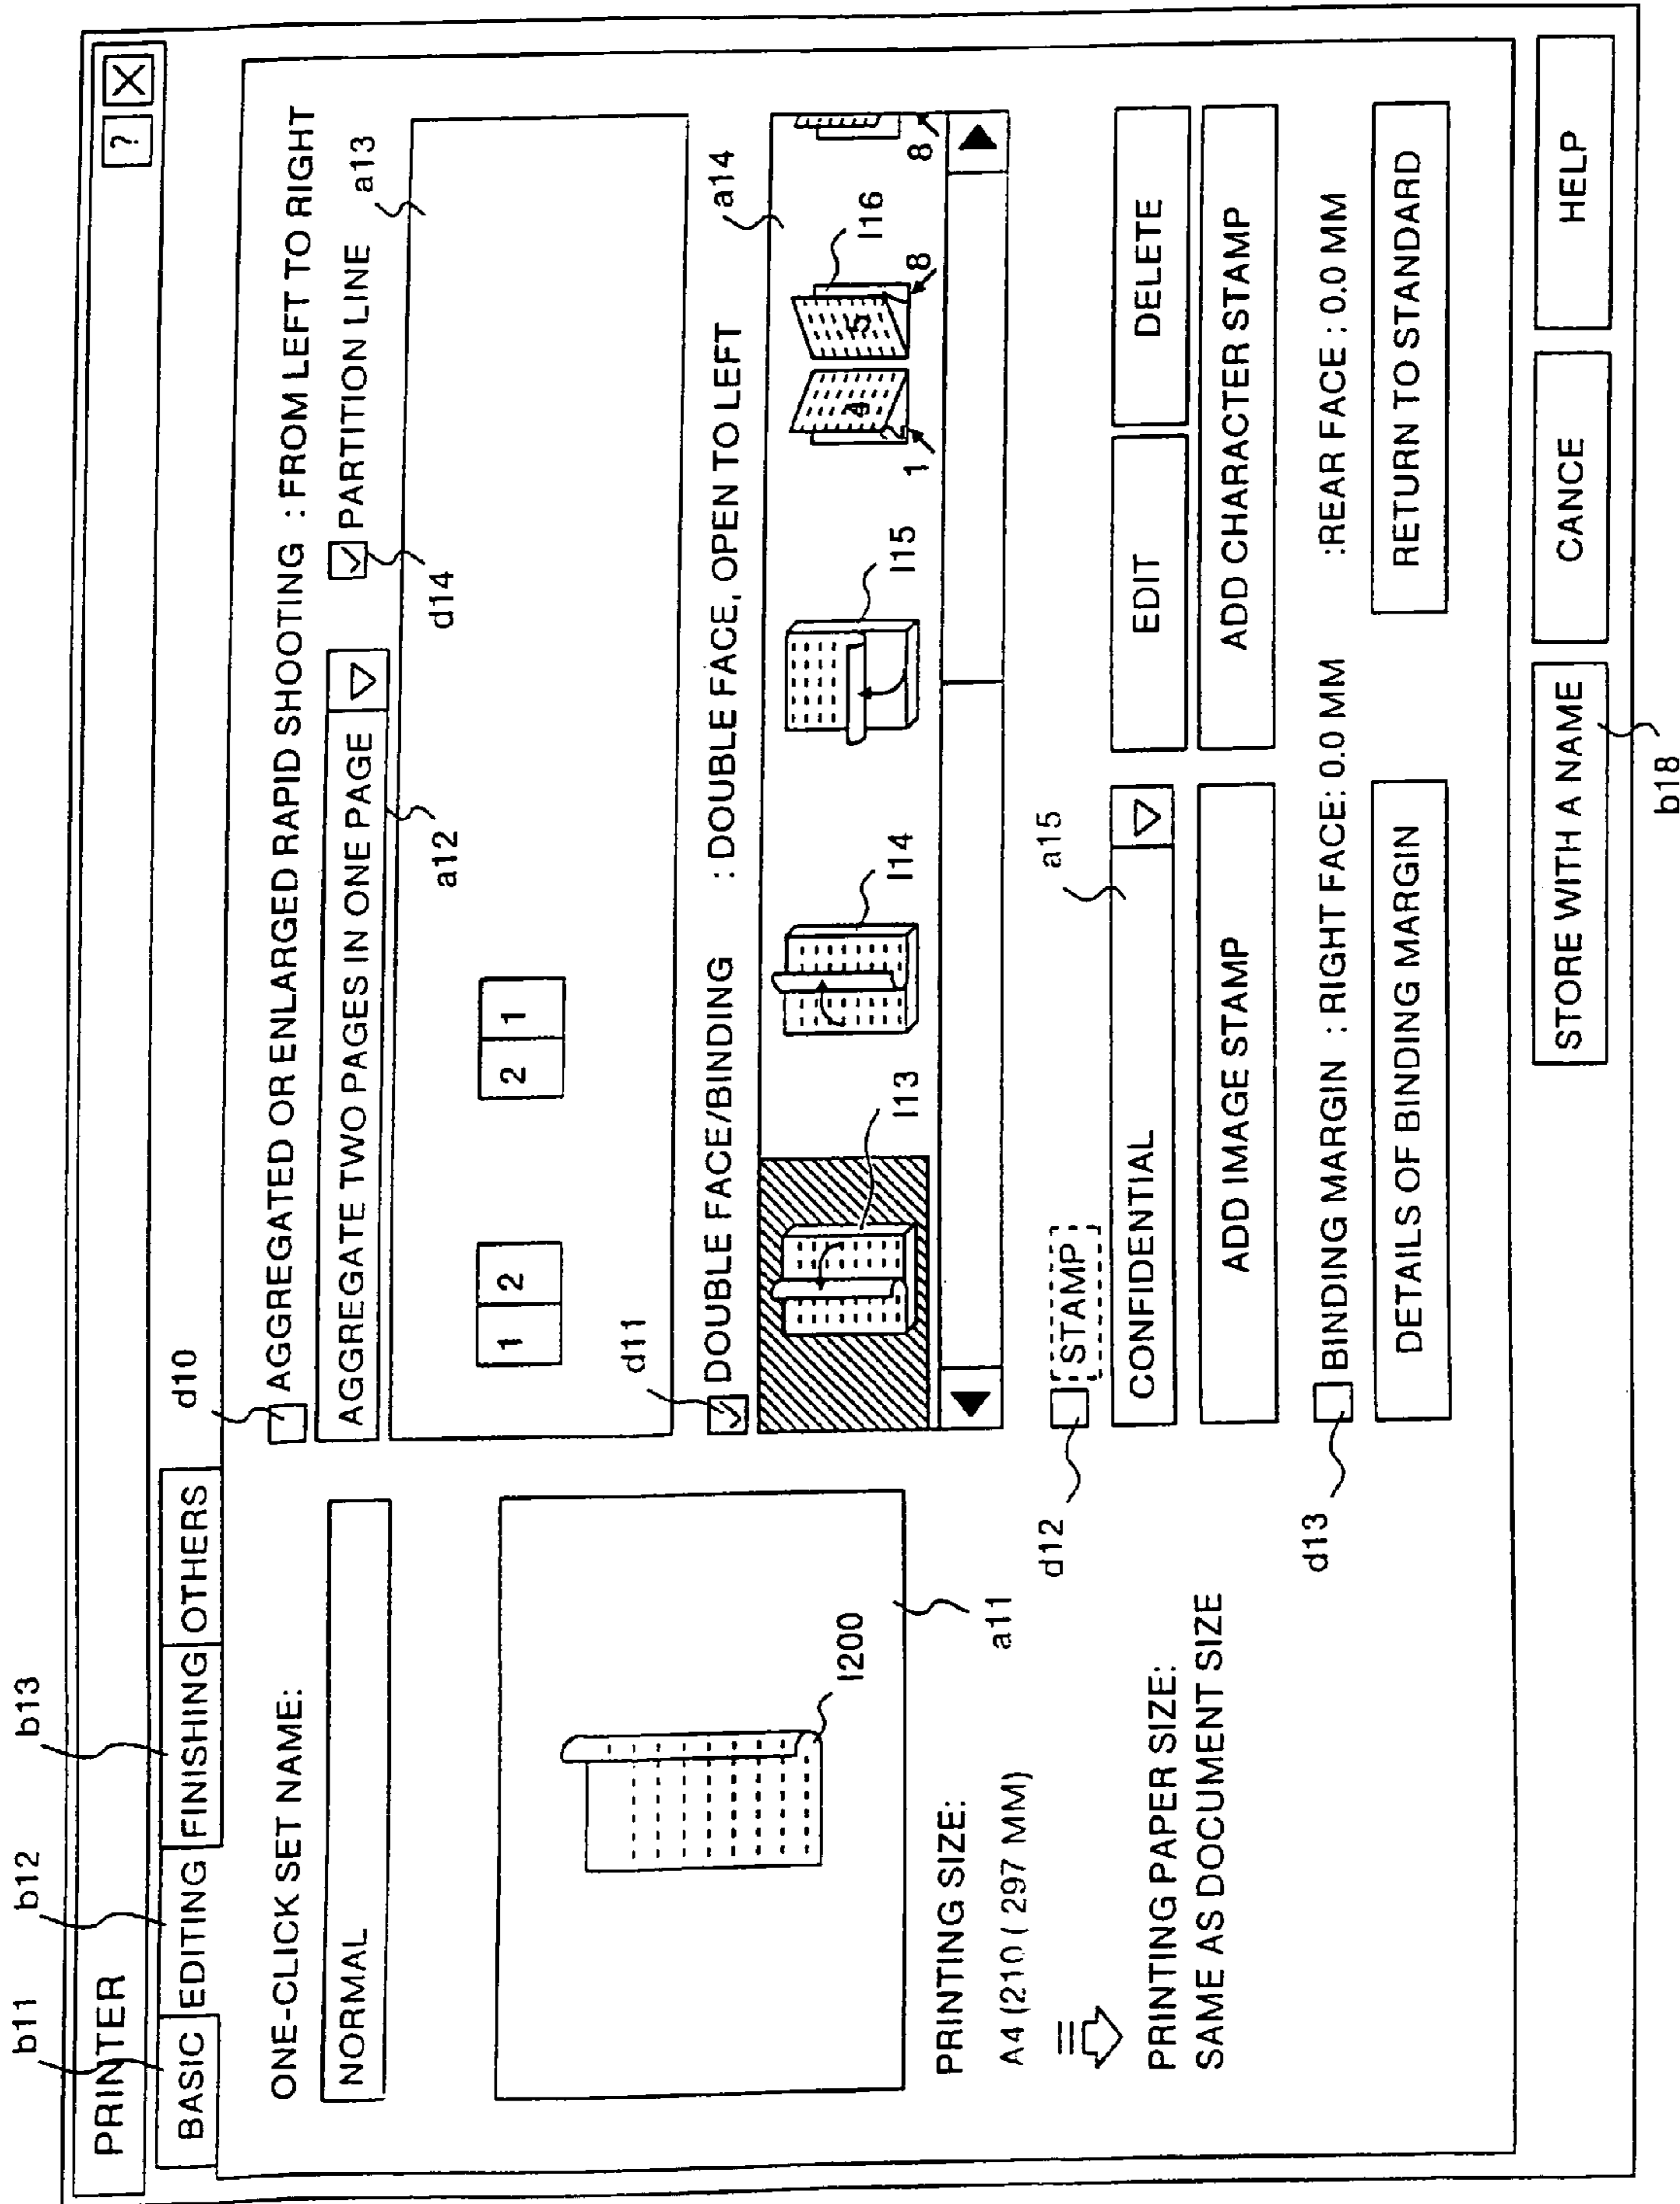 PRINTER
? X
b11 b12 b13
BASIC EDITING FINISHING OTHERS
ONE-CLICK SET NAME:
NORMAL
I200
a11
PRINTING SIZE:
A4 (210 ( 297 MM)
PRINTING PAPER SIZE:
SAME AS DOCUMENT SIZE
d10
AGGREGATED OR ENLARGED RAPID SHOOTING : FROM LEFT TO RIGHT
AGGREGATE TWO PAGES IN ONE PAGE
PARTITION LINE
a12
d14
a13
1 2
2 1
d11
DOUBLE FACE/BINDING : DOUBLE FACE, OPEN TO LEFT
a14
I13 I14 I15 I16
4 5
2
1 8 8
d12
STAMP
a15
CONFIDENTIAL
EDIT DELETE
ADD IMAGE STAMP ADD CHARACTER STAMP
d13
BINDING MARGIN : RIGHT FACE: 0.0 MM :REAR FACE : 0.0 MM
DETAILS OF BINDING MARGIN RETURN TO STANDARD
STORE WITH A NAME CANCE HELP
b18